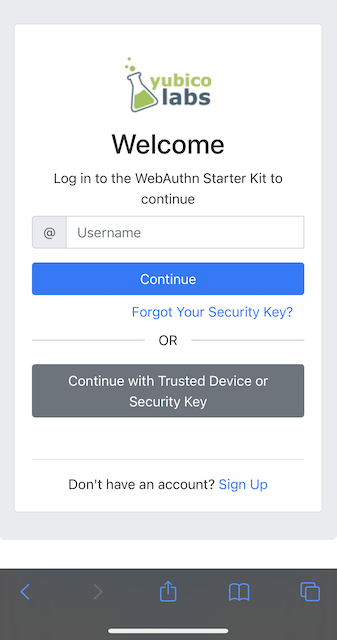 yubico
labs
Welcome
Log in to the WebAuthn Starter Kit to
continue
@ Username
Continue
Forgot Your Security Key?
OR
Continue with Trusted Device or
Security Key
Don't have an account? Sign Up